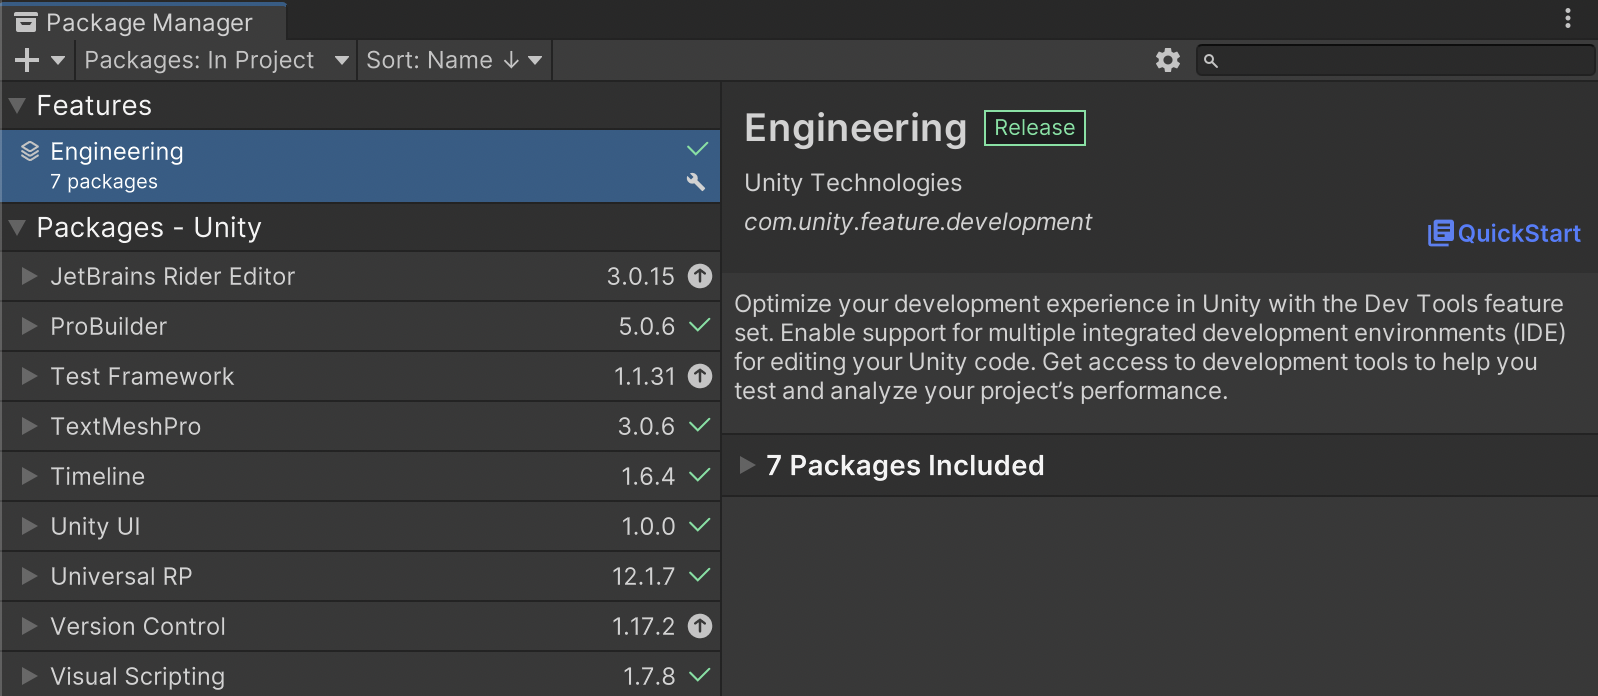 Package Manager
Packages: In Project Sort: Name ↓
Features
Engineering
7 packages
Packages - Unity
JetBrains Rider Editor 3.0.15
ProBuilder 5.0.6
Test Framework 1.1.31
TextMeshPro 3.0.6
Timeline 1.6.4
Unity UI 1.0.0
Universal RP 12.1.7
Version Control 1.17.2
Visual Scripting 1.7.8
Engineering Release
Unity Technologies
com.unity.feature.development
QuickStart
Optimize your development experience in Unity with the Dev Tools feature
set. Enable support for multiple integrated development environments (IDE)
for editing your Unity code. Get access to development tools to help you
test and analyze your project's performance.
7 Packages Included